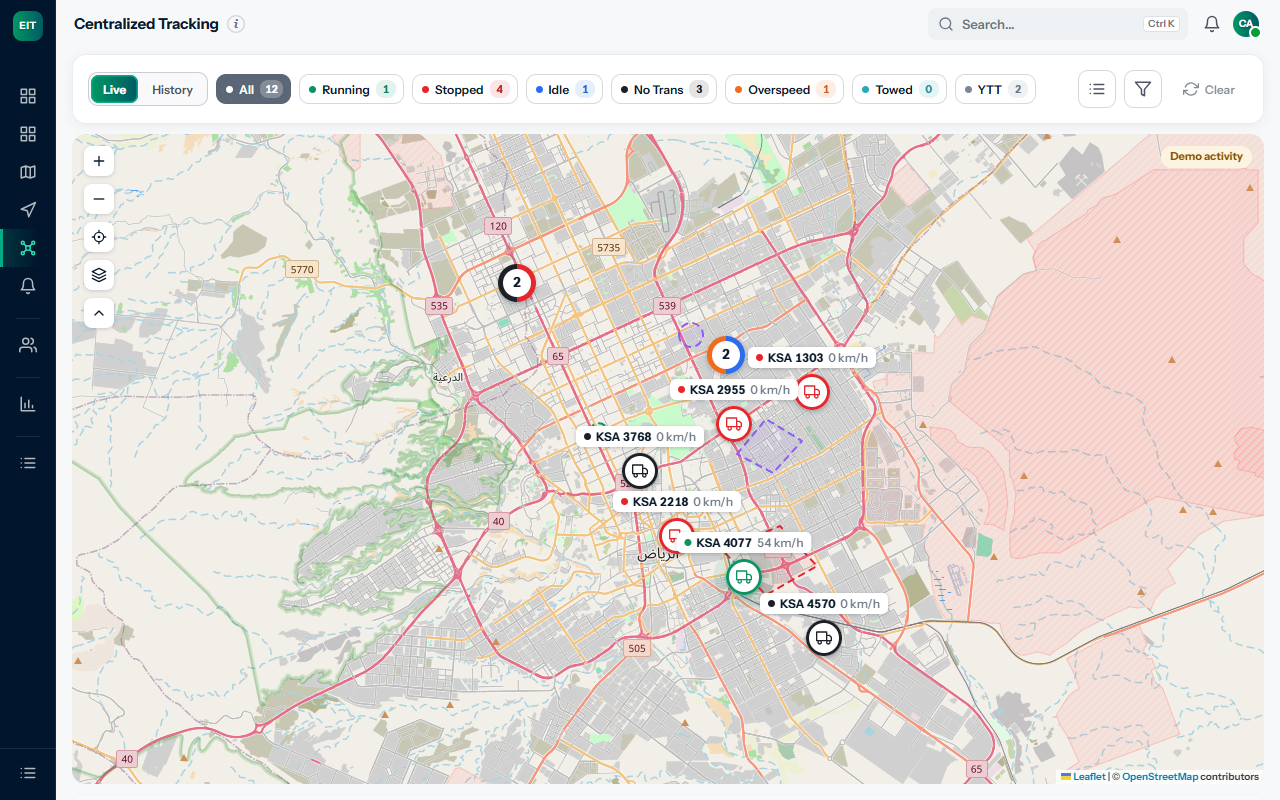 EIT
Centralized Tracking
Search...
Ctrl K
CA
Live
History
All 12
Running 1
Stopped 4
Idle 1
No Trans 3
Overspeed 1
Towed 0
YTT 2
Clear
Demo activity
120
5735
5770
2
535
539
65
2
KSA 1303 0 km/h
الدرعية
KSA 2955 0 km/h
KSA 3768 0 km/h
KSA 2218 0 km/h
40
KSA 4077 54 km/h
الرياض
KSA 4570 0 km/h
505
40
65
Leaflet | © OpenStreetMap contributors